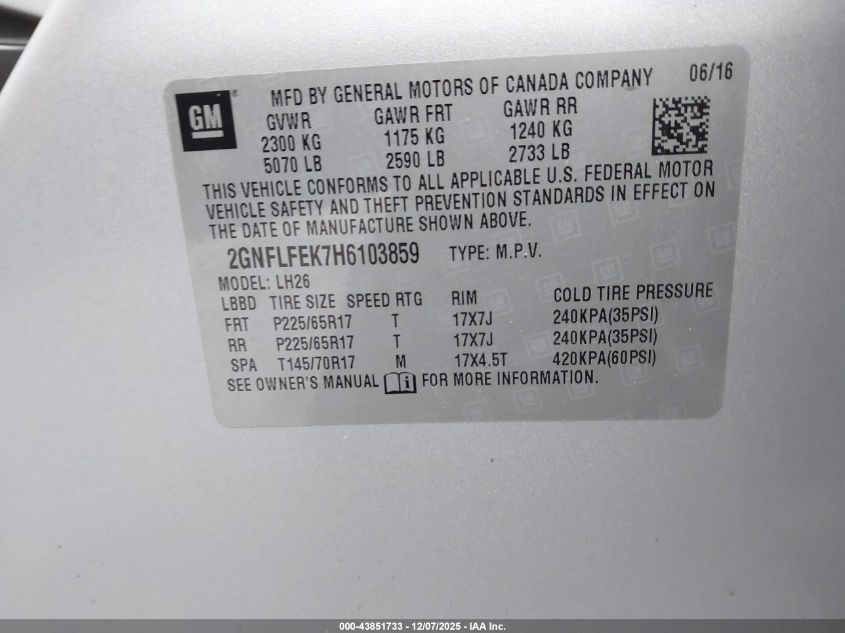 MFD BY GENERAL MOTORS OF CANADA COMPANY 06/16
GM ®
GVWR GAWR FRT GAWR RR
2300 KG 1175 KG 1240 KG
5070 LB 2590 LB 2733 LB
THIS VEHICLE CONFORMS TO ALL APPLICABLE U.S. FEDERAL MOTOR
VEHICLE SAFETY AND THEFT PREVENTION STANDARDS IN EFFECT ON
THE DATE OF MANUFACTURE SHOWN ABOVE.
2GNFLFEK7H6103859 TYPE: M.P.V.
MODEL: LH26
LBBD TIRE SIZE SPEED RTG RIM COLD TIRE PRESSURE
FRT P225/65R17 T 17X7J 240KPA(35PSI)
RR P225/65R17 T 17X7J 240KPA(35PSI)
SPA T145/70R17 M 17X4.5T 420KPA(60PSI)
SEE OWNER'S MANUAL i FOR MORE INFORMATION.
000-43851733 - 12/07/2025 - IAA Inc.